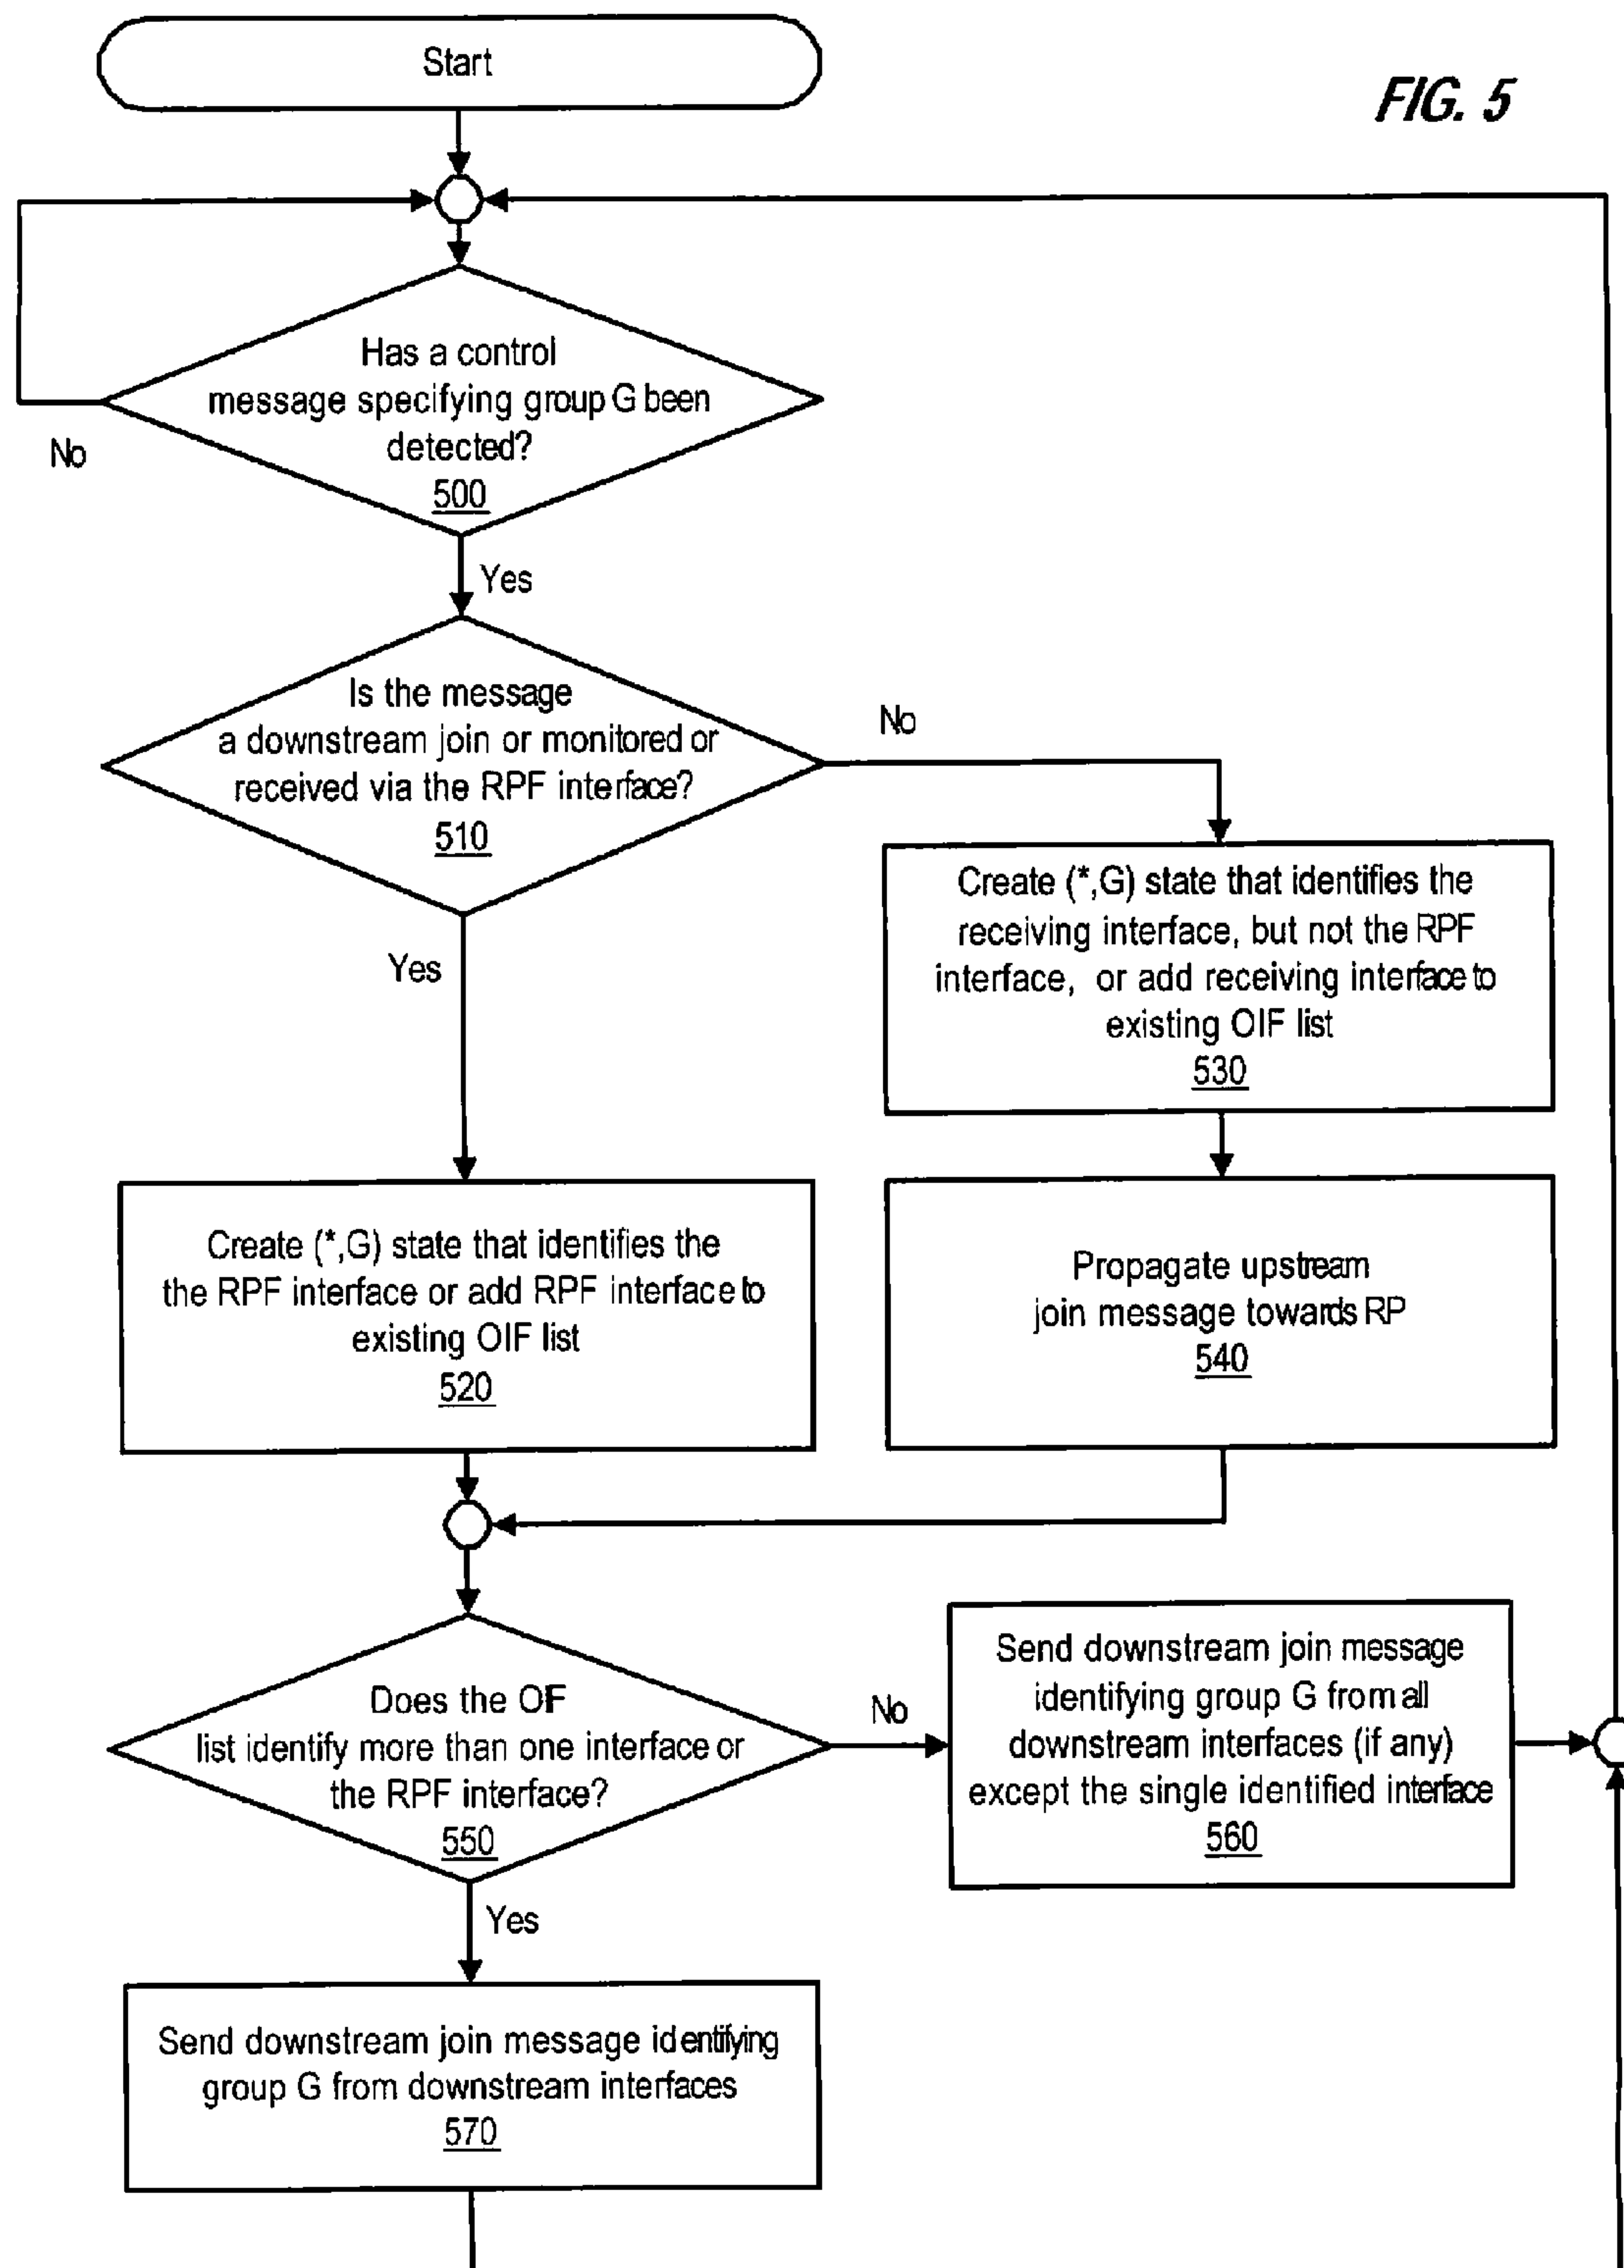 Start
FIG. 5
Has a control
message specifying group G been
detected?
500
No
Yes
Is the message
a downstream join or monitored or
received via the RPF interface?
510
No
Yes
Create (*,G) state that identifies the
receiving interface, but not the RPF
interface, or add receiving interface to
existing OIF list
530
Create (*,G) state that identifies the
the RPF interface or add RPF interface to
existing OIF list
520
Propagate upstream
join message towards RP
540
Does the OIF
list identify more than one interface or
the RPF interface?
550
No
Send downstream join message
identifying group G from all
downstream interfaces (if any)
except the single identified interface
560
Yes
Send downstream join message identifying
group G from downstream interfaces
570